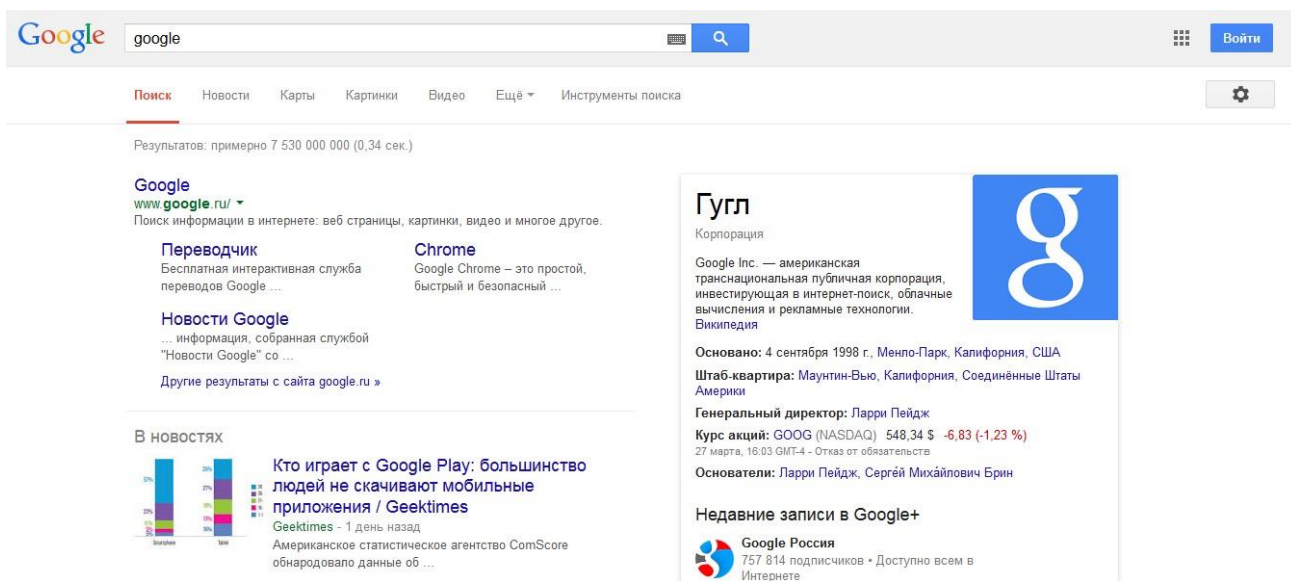 Google
google
Войти
Поиск Новости Карты Картинки Видео Ещё Инструменты поиска
Результатов: примерно 7 530 000 000 (0,34 сек.)
Google
www.google.ru/
Поиск информации в интернете: веб страницы, картинки, видео и многое другое.
Переводчик
Бесплатная интерактивная служба
переводов Google ...
Chrome
Google Chrome – это простой,
быстрый и безопасный ...
Новости Google
... информация, собранная службой
"Новости Google" со ...
Другие результаты с сайта google.ru »
В новостях
Кто играет с Google Play: большинство
людей не скачивают мобильные
приложения / Geektimes
Geektimes - 1 день назад
Американское статистическое агентство ComScore
обнародовало данные об ...
Гугл
Корпорация
g
Google Inc. — американская
транснациональная публичная корпорация,
инвестирующая в интернет-поиск, облачные
вычисления и рекламные технологии.
Википедия
Основано: 4 сентября 1998 г., Менло-Парк, Калифорния, США
Штаб-квартира: Маунтин-Вью, Калифорния, Соединённые Штаты
Америки
Генеральный директор: Ларри Пейдж
Курс акций: GOOG (NASDAQ) 548,34 $ -6,83 (-1,23 %)
27 марта, 16:03 GMT-4 - Отказ от обязательств
Основатели: Ларри Пейдж, Серге́й Миха́йлович Брин
Недавние записи в Google+
Google Россия
757 814 подписчиков • Доступно всем в
Интернете